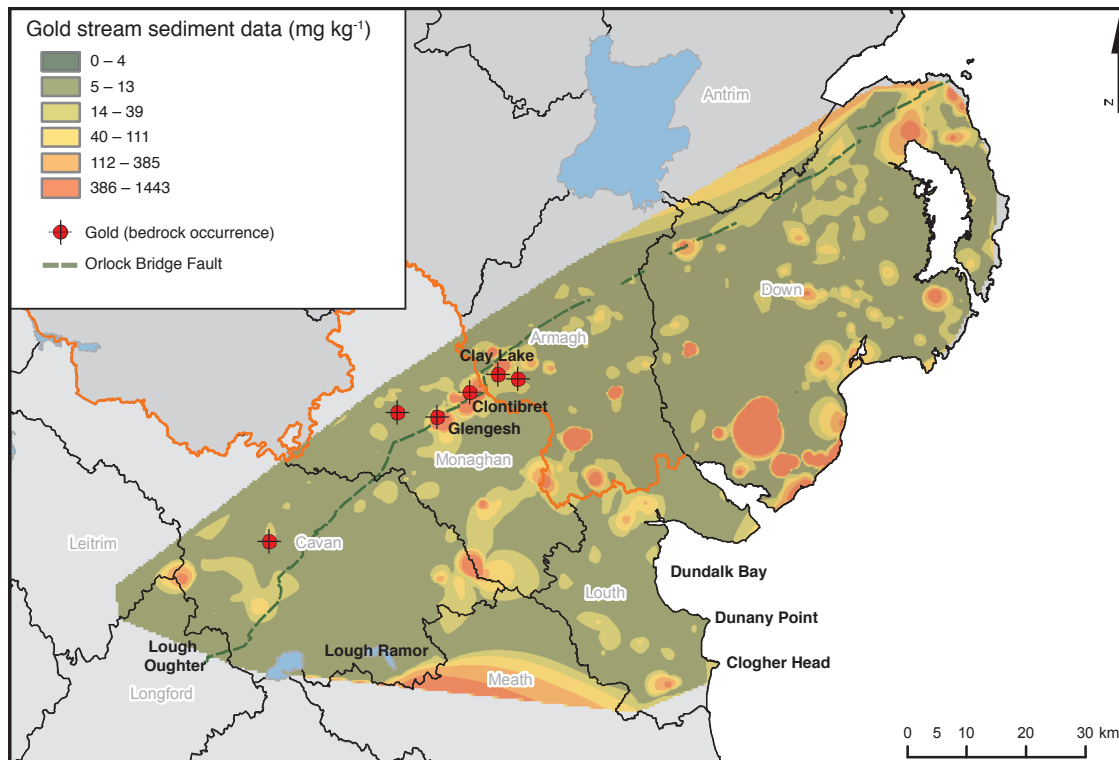 Gold stream sediment data (mg kg⁻¹)
0 – 4
5 – 13
14 – 39
40 – 111
112 – 385
386 – 1443
Gold (bedrock occurrence)
Orlock Bridge Fault
N
Antrim
Down
Armagh
Clay Lake
Clontibret
Glengesh
Monaghan
Leitrim
Cavan
Dundalk Bay
Louth
Dunany Point
Lough
Oughter
Lough Ramor
Clogher Head
Meath
Longford
0 5 10 20 30 km